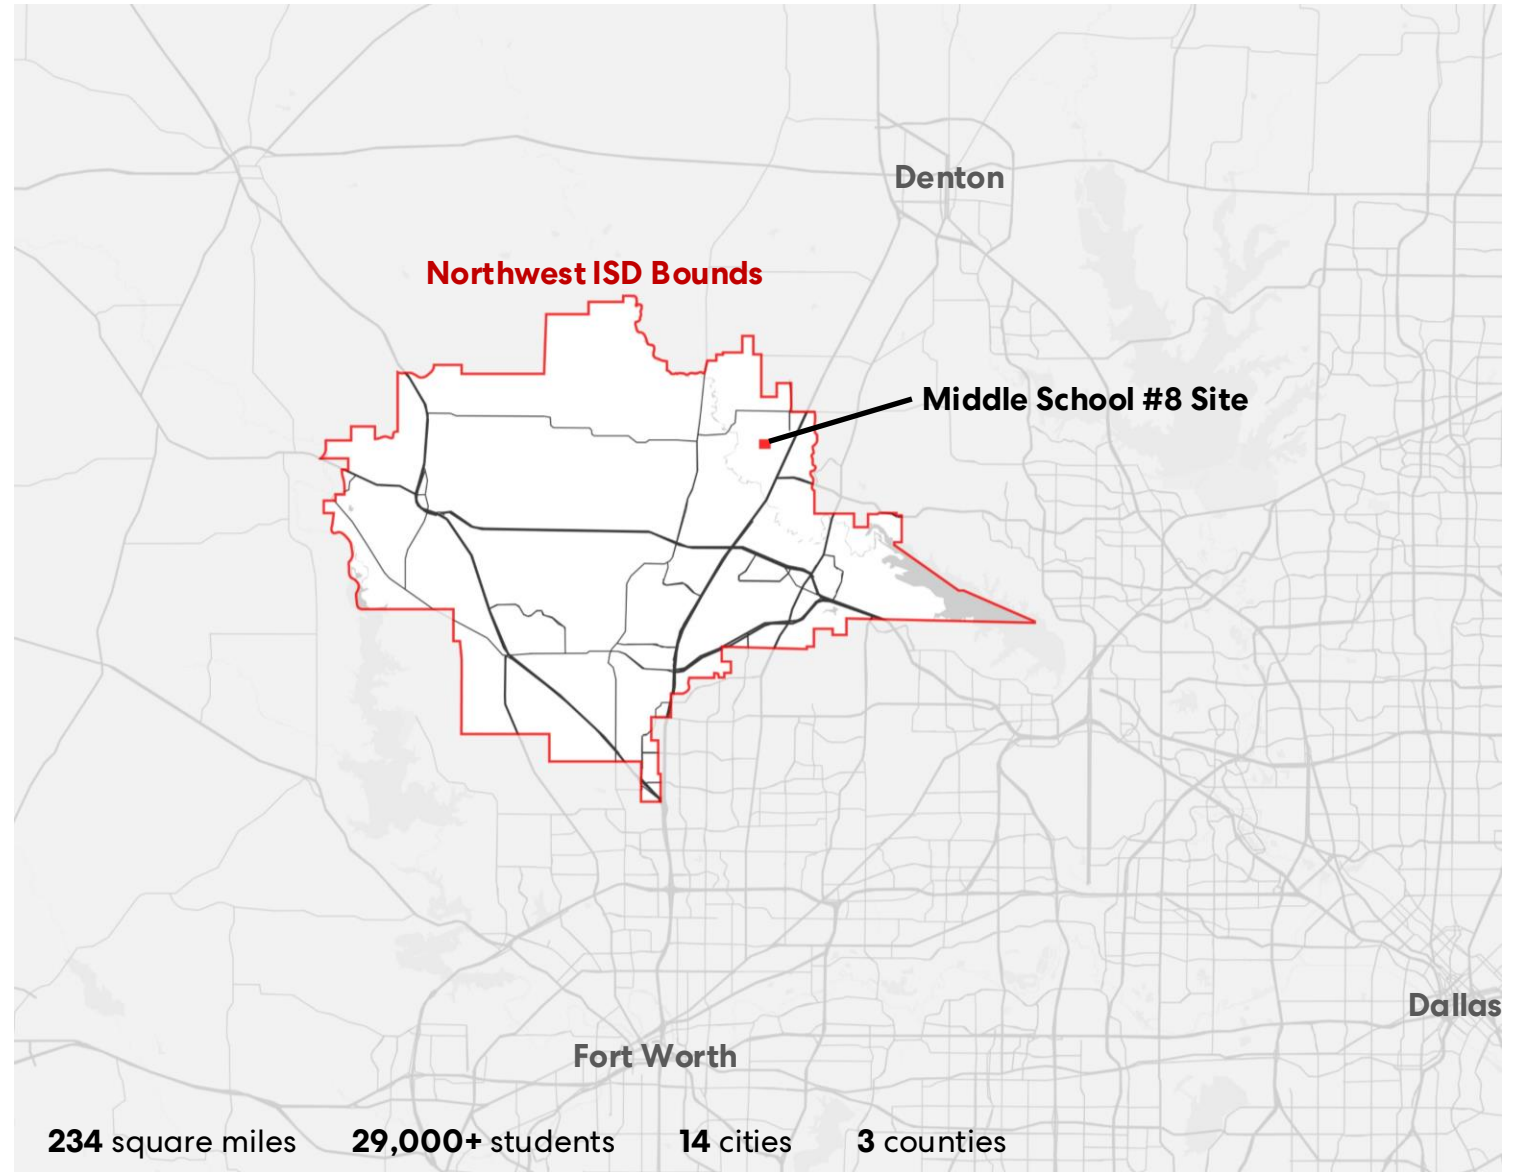 Denton
Northwest ISD Bounds
Middle School #8 Site
Dallas
Fort Worth
234 square miles 29,000+ students 14 cities 3 counties